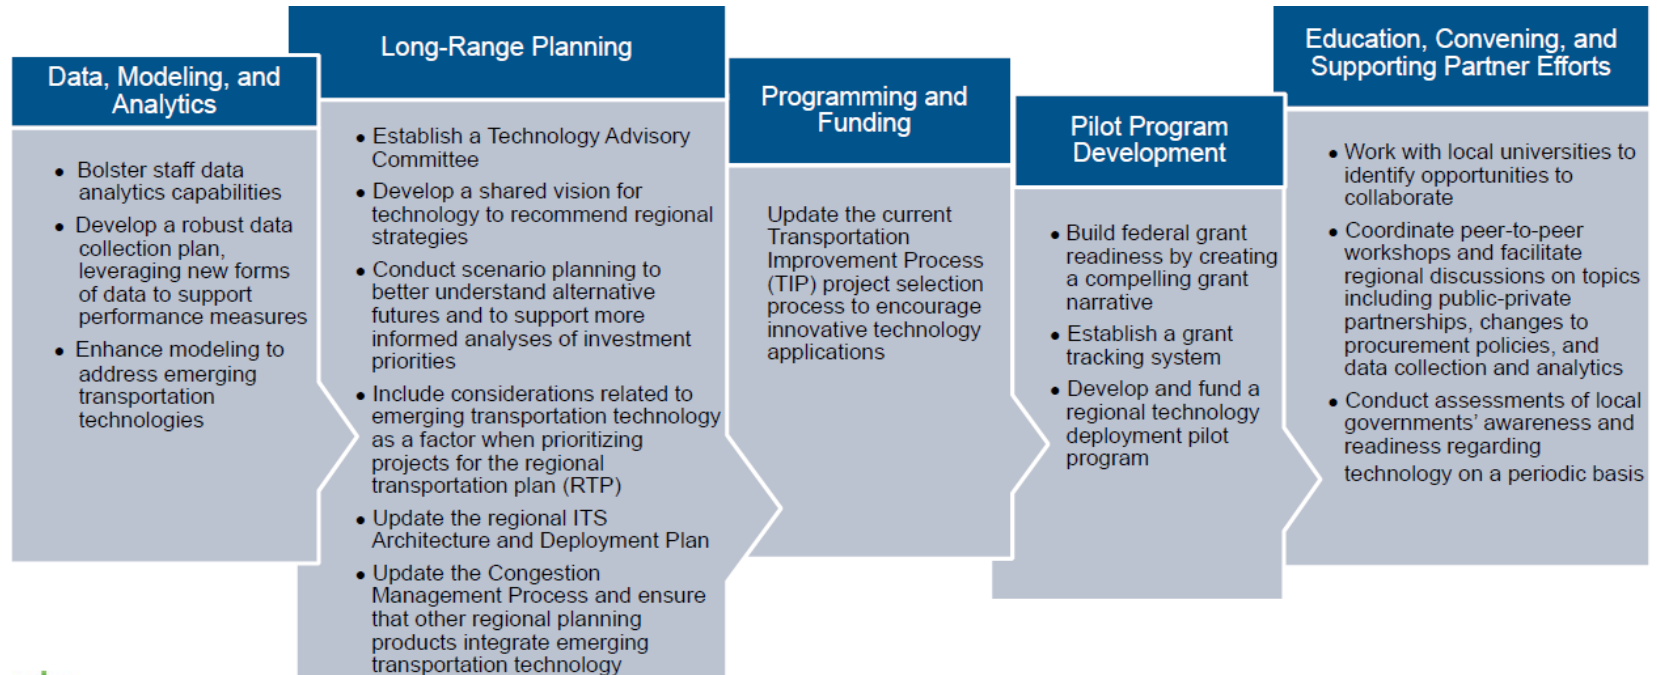 Data, Modeling, and
Analytics
• Bolster staff data
analytics capabilities
• Develop a robust data
collection plan,
leveraging new forms
of data to support
performance measures
• Enhance modeling to
address emerging
transportation
technologies
Long-Range Planning
• Establish a Technology Advisory
Committee
• Develop a shared vision for
technology to recommend regional
strategies
• Conduct scenario planning to
better understand alternative
futures and to support more
informed analyses of investment
priorities
• Include considerations related to
emerging transportation technology
as a factor when prioritizing
projects for the regional
transportation plan (RTP)
• Update the regional ITS
Architecture and Deployment Plan
• Update the Congestion
Management Process and ensure
that other regional planning
products integrate emerging
transportation technology
Programming and
Funding
Update the current
Transportation
Improvement Process
(TIP) project selection
process to encourage
innovative technology
applications
Pilot Program
Development
• Build federal grant
readiness by creating
a compelling grant
narrative
• Establish a grant
tracking system
• Develop and fund a
regional technology
deployment pilot
program
Education, Convening, and
Supporting Partner Efforts
• Work with local universities to
identify opportunities to
collaborate
• Coordinate peer-to-peer
workshops and facilitate
regional discussions on topics
including public-private
partnerships, changes to
procurement policies, and
data collection and analytics
• Conduct assessments of local
governments’ awareness and
readiness regarding
technology on a periodic basis